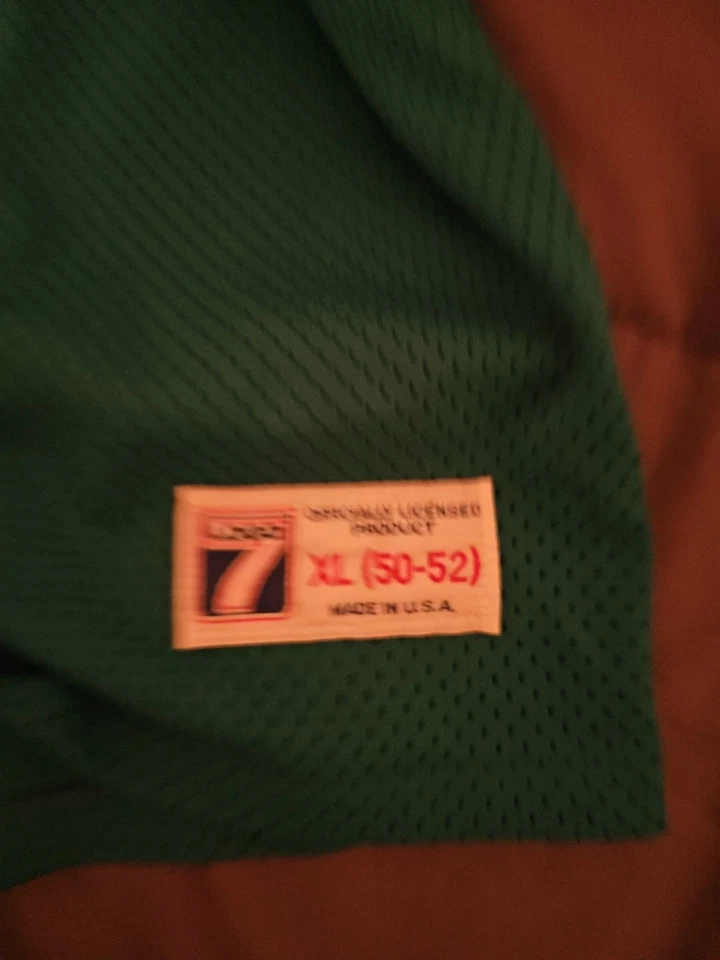 7
OFFICIALLY LICENSED
PRODUCT
XL (50-52)
MADE IN U.S.A.